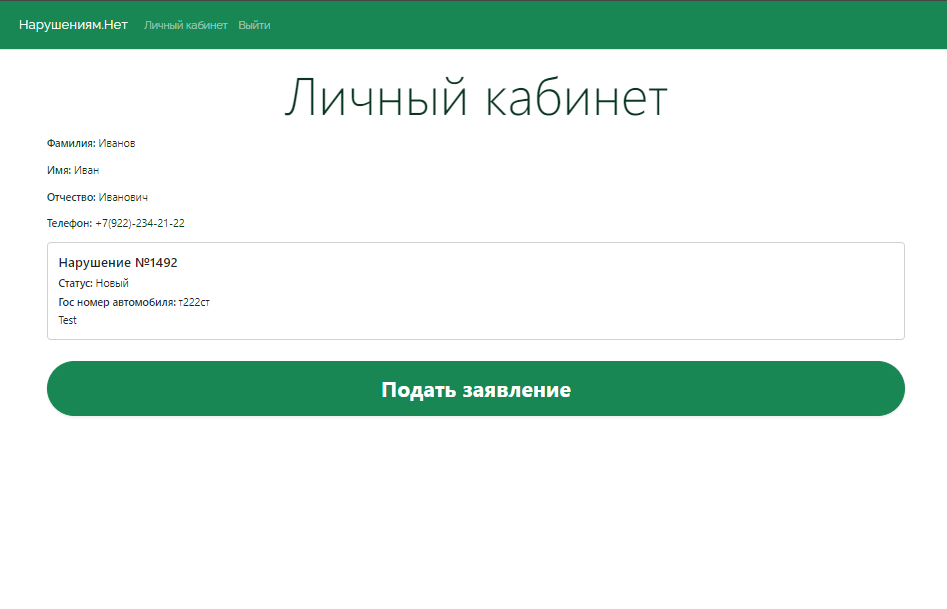 Нарушениям.Нет Личный кабинет Выйти
Личный кабинет
Фамилия: Иванов
Имя: Иван
Отчество: Иванович
Телефон: +7(922)-234-21-22
Нарушение №1492
Статус: Новый
Гос номер автомобиля: т222ст
Test
Подать заявление